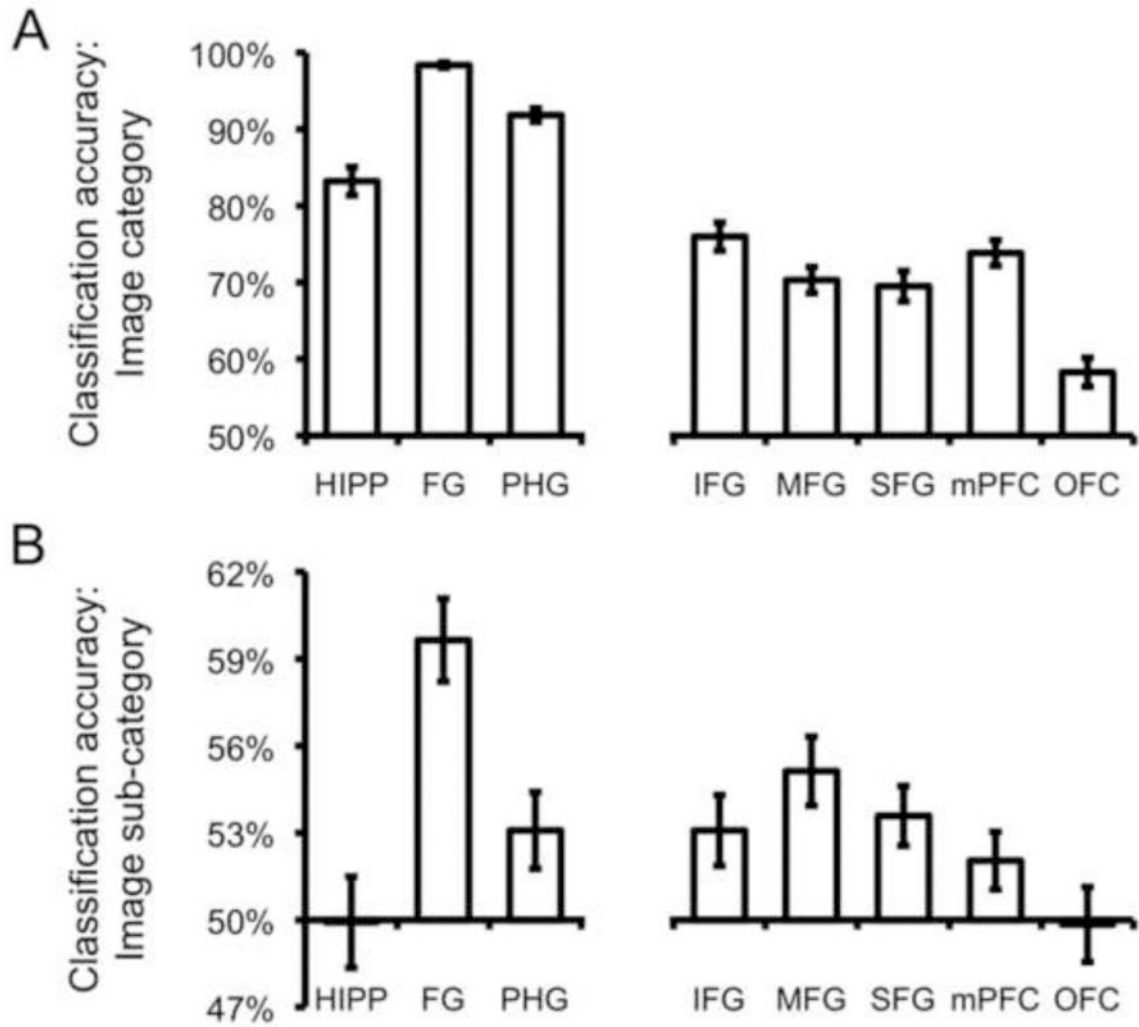 A
Classification accuracy:
Image category
100%
90%
80%
70%
60%
50%
HIPP FG PHG IFG MFG SFG mPFC OFC
B
Classification accuracy:
Image sub-category
62%
59%
56%
53%
50%
47%
HIPP FG PHG IFG MFG SFG mPFC OFC